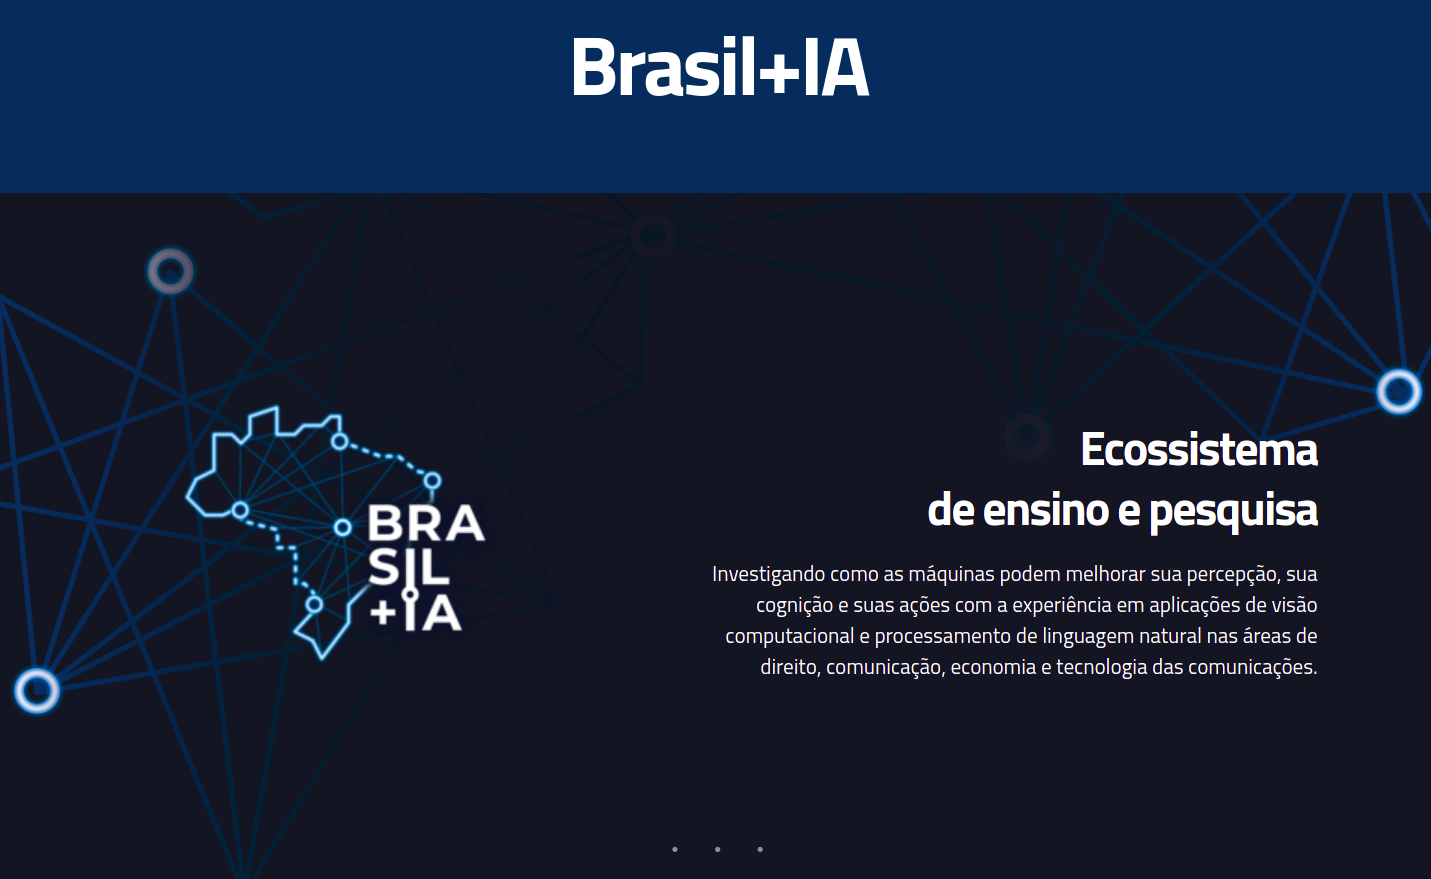 Brasil+IA
BRA
SIL
+IA
Ecossistema
de ensino e pesquisa
Investigando como as máquinas podem melhorar sua percepção, sua
cognição e suas ações com a experiência em aplicações de visão
computacional e processamento de linguagem natural nas áreas de
direito, comunicação, economia e tecnologia das comunicações.